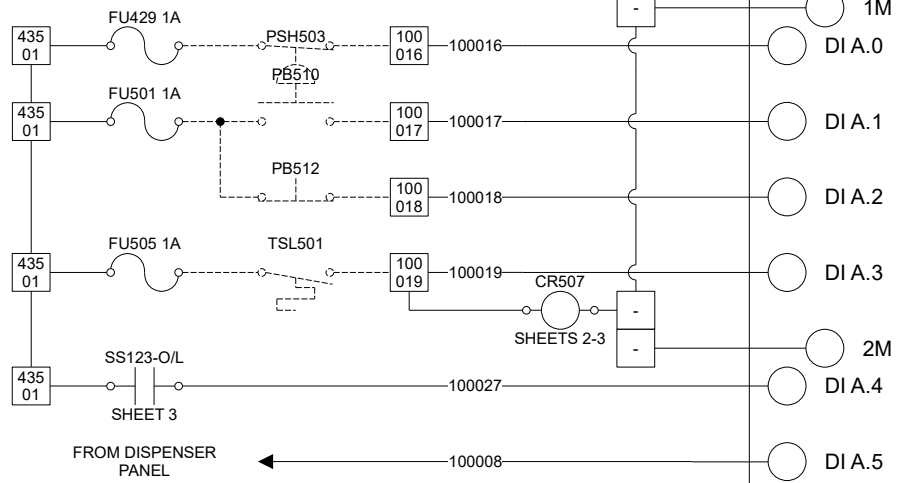 - 1M
FU429 1A
435
01
PSH503
100
016
100016
DI A.0
PB510
FU501 1A
435
01
100
017
100017
DI A.1
PB512
100
018
100018
DI A.2
FU505 1A
TSL501
435
01
100
019
100019
DI A.3
CR507
-
SHEETS 2-3
-
2M
SS123-O/L
435
01
100027
DI A.4
SHEET 3
FROM DISPENSER
PANEL
100008
DI A.5